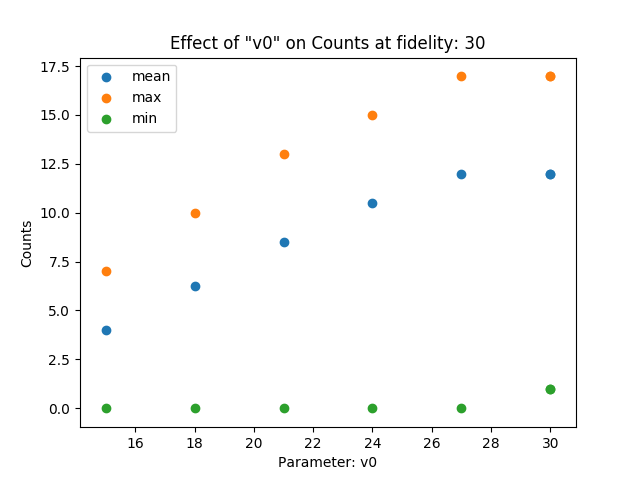 Effect of "v0" on Counts at fidelity: 30
mean
max
min
17.5
15.0
12.5
10.0
7.5
5.0
2.5
0.0
Counts
16 18 20 22 24 26 28 30
Parameter: v0